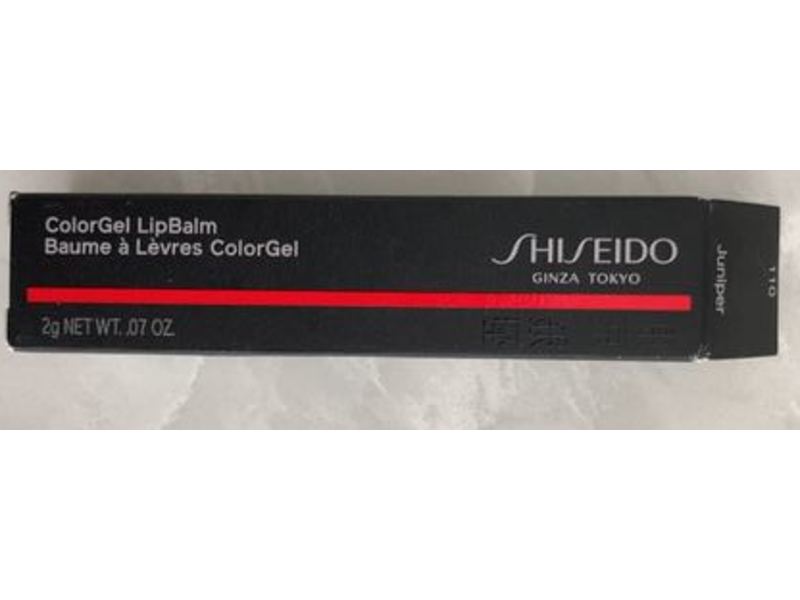 ColorGel LipBalm
Baume à Lèvres ColorGel
SHISEIDO
GINZA TOKYO
2g NET WT. .07 OZ.
110
Juniper